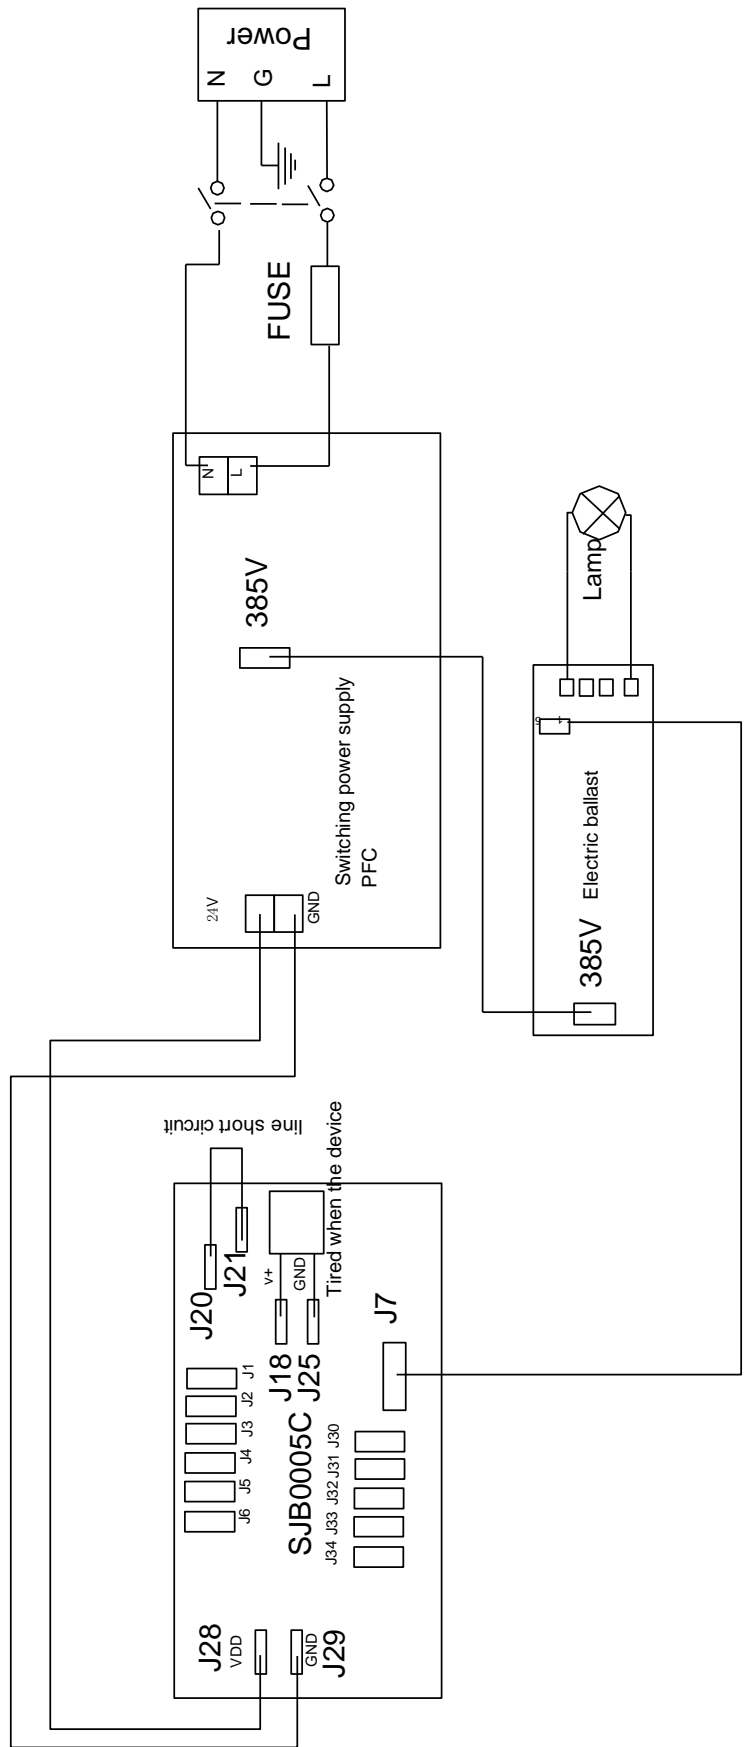 Power
N
G
L
FUSE
N
L
385V
Lamp
Switching power supply
PFC
6
1
Electric ballast
385V
24V
GND
line short circuit
Tired when the device
J20
J21
V+
GND
J18
J25
J7
J1
J2
J3
J4
J5
J6
SJB0005C
J30
J31
J32
J33
J34
J28
VDD
GND
J29